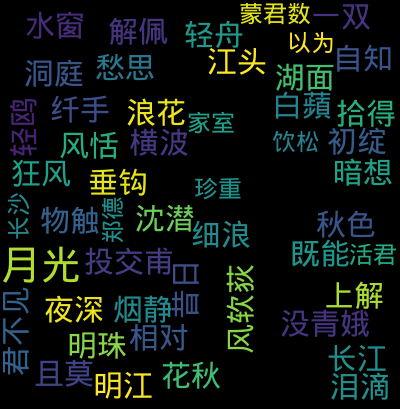 水窗
解佩
轻舟
蒙君数
一双
以为
自知
江头
洞庭
愁思
湖面
轻鸥
纤手
浪花
家室
白蘋
拾得
风恬
横波
饮松
初绽
狂风
垂钓
珍重
暗想
长沙
物触
郑德
沈潜
细浪
秋色
既能
活君
月光
投交甫
昔日
风软荻
上解
君不见
夜深
烟静
没青娥
明珠
相对
长江
且莫
明江
花秋
泪滴